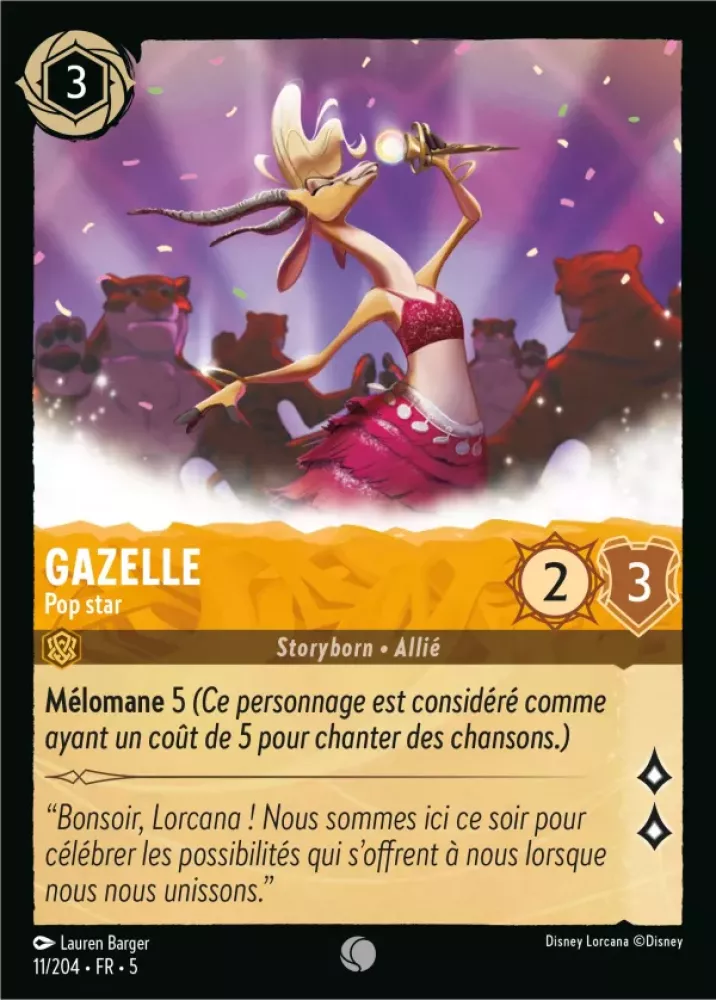 3
GAZELLE
Pop star
2
3
Storyborn • Allié
Mélomane 5 (Ce personnage est considéré comme
ayant un coût de 5 pour chanter des chansons.)
“Bonsoir, Lorcana ! Nous sommes ici ce soir pour
célébrer les possibilités qui s’offrent à nous lorsque
nous nous unissons.”
Lauren Barger
Disney Lorcana ©Disney
11/204 • FR • 5